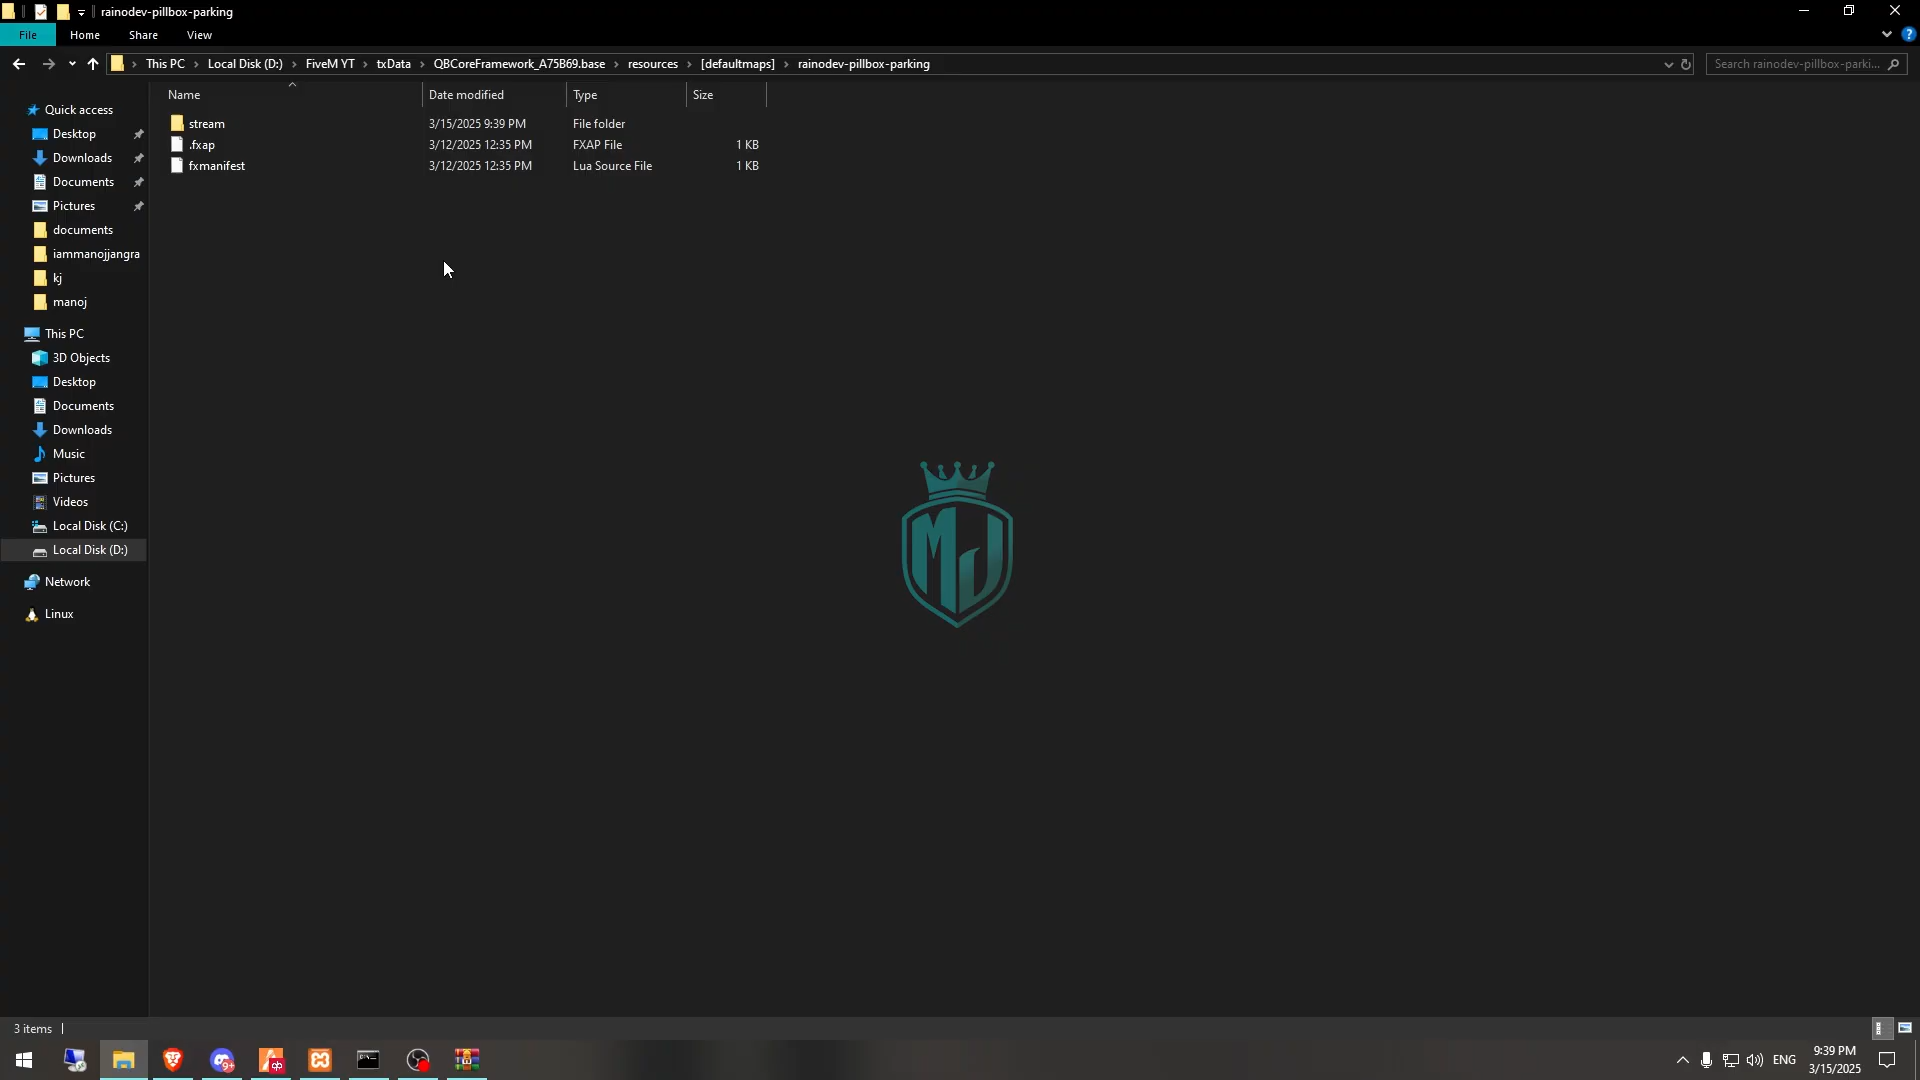 rainodev-pillbox-parking
File
Home
Share
View
This PC
Local Disk (D:)
FiveM YT
txData
QBCoreFramework_A75B69.base
resources
[defaultmaps]
rainodev-pillbox-parking
Search rainodev-pillbox-parki...
Name
Date modified
Type
Size
stream
3/15/2025 9:39 PM
File folder
.fxap
3/12/2025 12:35 PM
FXAP File
1 KB
fxmanifest
3/12/2025 12:35 PM
Lua Source File
1 KB
Quick access
Desktop
Downloads
Documents
Pictures
documents
iammanojjangra
kj
manoj
This PC
3D Objects
Desktop
Documents
Downloads
Music
Pictures
Videos
Local Disk (C:)
Local Disk (D:)
Network
Linux
MJ
3 items
9+
qb
ENG
9:39 PM
3/15/2025